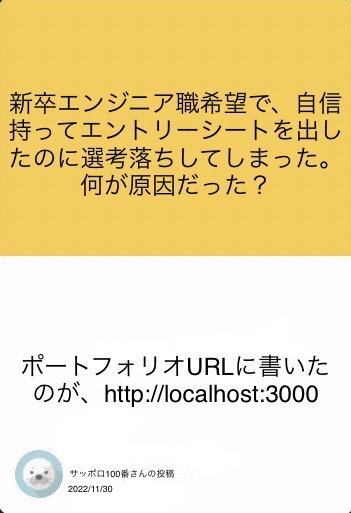 新卒エンジニア職希望で、自信
持ってエントリーシートを出し
たのに選考落ちしてしまった。
何が原因だった？
ポートフォリオURLに書いた
のが、http://localhost:3000
サッポロ100番さんの投稿
2022/11/30